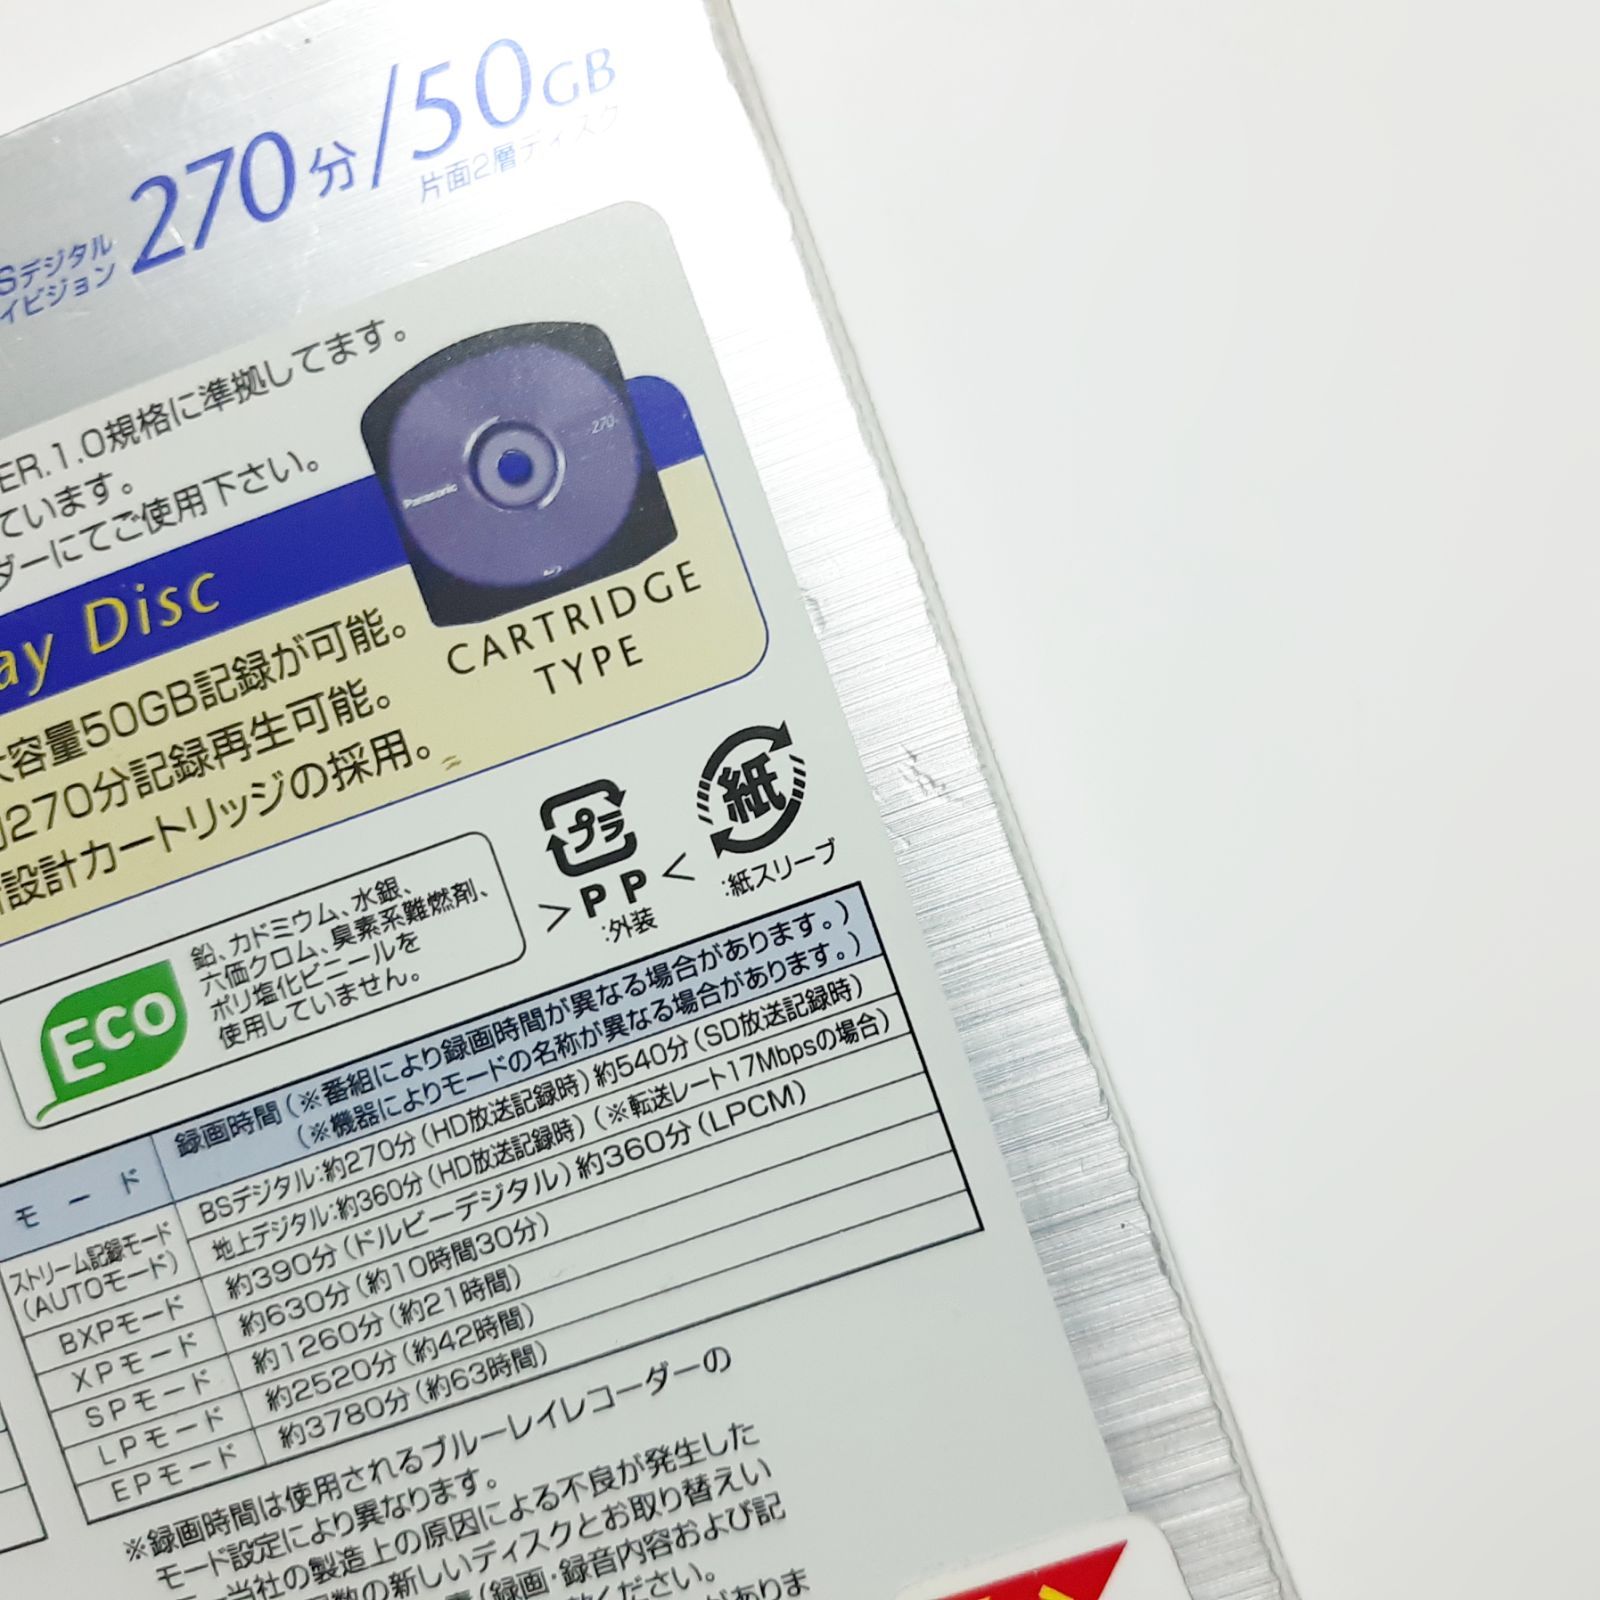 270分/50GB
片面2層ディスク
Sデジタル
イビジョン
ER.1.0規格に準拠してます。
ています。
ダーにてご使用下さい。
Panasonic
270
ay Disc
CARTRIDGE
TYPE
容量50GB記録が可能。
270分記録再生可能。
設計カートリッジの採用。
プラ
>PP<
:外装
紙
:紙スリーブ
Eco
鉛、カドミウム、水銀、
六価クロム、臭素系難燃剤、
ポリ塩化ビニールを
使用していません。
モード
録画時間(※番組により録画時間が異なる場合があります。)
(※機器によりモードの名称が異なる場合があります。)
ストリーム記録モード
(AUTOモード)
BSデジタル:約270分(HD放送記録時)約540分(SD放送記録時)
地上デジタル:約360分(HD放送記録時)(※転送レート17Mbpsの場合)
BXPモード 約390分(ドルビーデジタル)約360分(LPCM)
XPモード 約630分(約10時間30分)
SPモード 約1260分(約21時間)
LPモード 約2520分(約42時間)
EPモード 約3780分(約63時間)
※録画時間は使用されるブルーレイレコーダーの
モード設定により異なります。
当社の製造上の原因による不良が発生した
数の新しいディスクとお取り替えい
(録画・録音内容および記
ください。
がありま